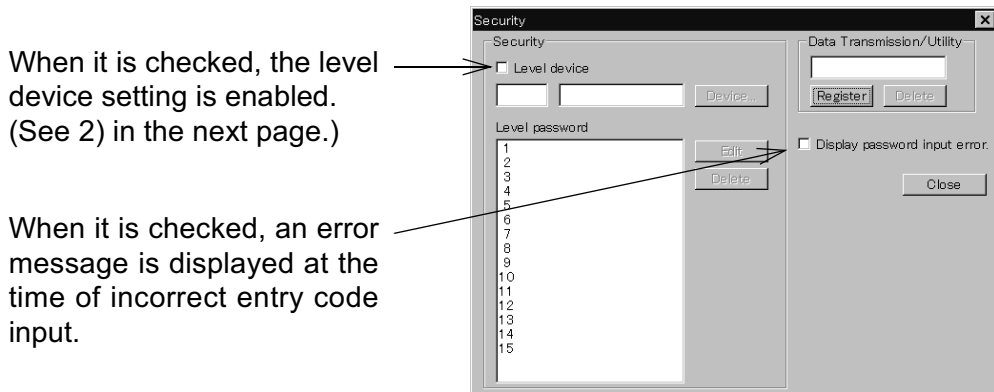 When it is checked, the level
device setting is enabled.
(See 2) in the next page.)
When it is checked, an error
message is displayed at the
time of incorrect entry code
input.
Security
Security
Level device
Device...
Level password
1
2
3
4
5
6
7
8
9
10
11
12
13
14
15
Edit
Delete
Data Transmission/Utility
Register
Delete
Display password input error.
Close